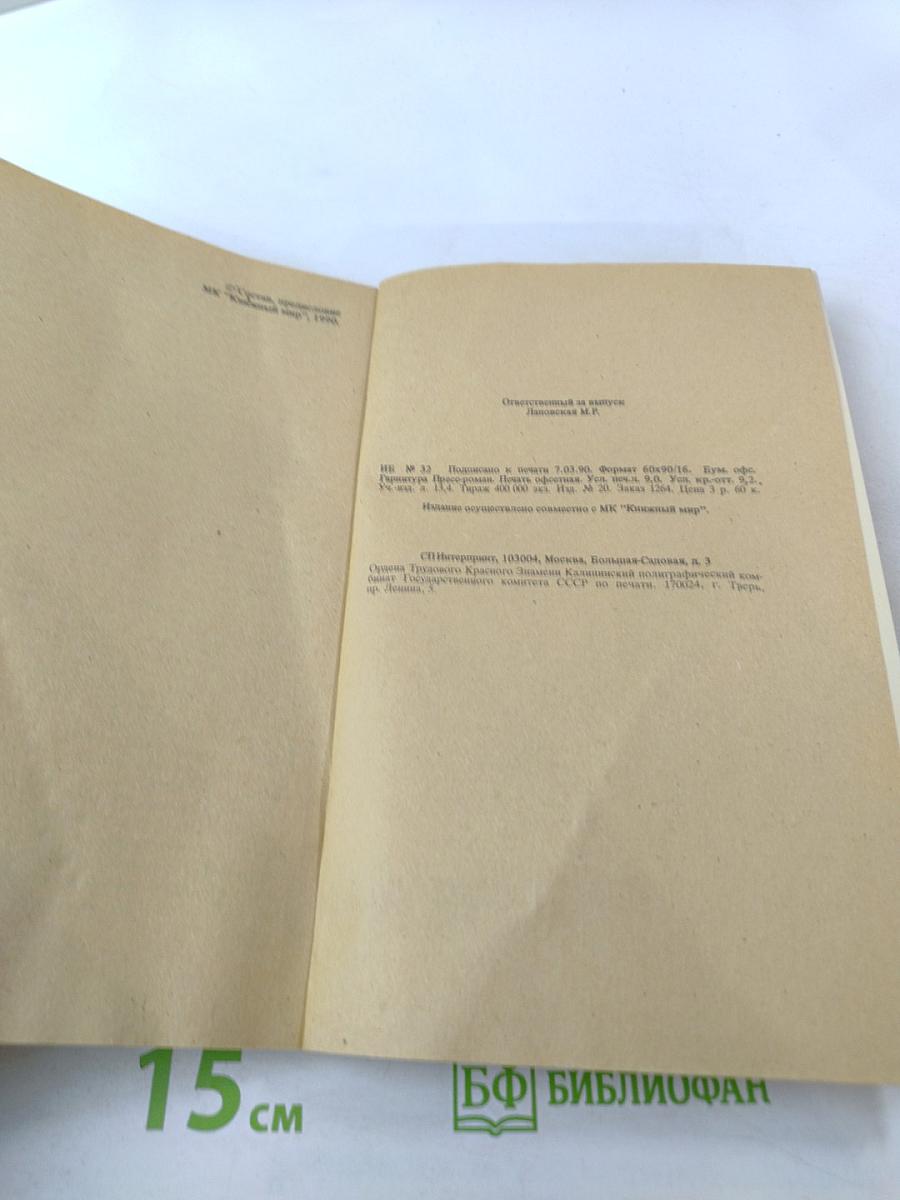 предисловие
МК "Книжный мир", 1990.
Ответственный за выпуск
Лановская М.Р.
ИБ № 32 Подписано к печати 7.03.90. Формат 60х90/16. Бум. офс.
Гарнитура Пресс-роман. Печать офсетная. Усл. печ.л. 9,0. Усл. кр.-отт. 9,2.
Уч.-изд. л. 13,4. Тираж 400 000 экз. Изд. № 20. Заказ 1264. Цена 3 р. 60 к.
Издание осуществлено совместно с МК "Книжный мир".
СП Интерпринт, 103004, Москва, Большая-Садовая, д. 3
Ордена Трудового Красного Знамени Калининский полиграфический ком-
бинат Государственного комитета СССР по печати. 170024, г. Тверь,
пр. Ленина, 5.
15 см
БФ БИБЛИОФАН